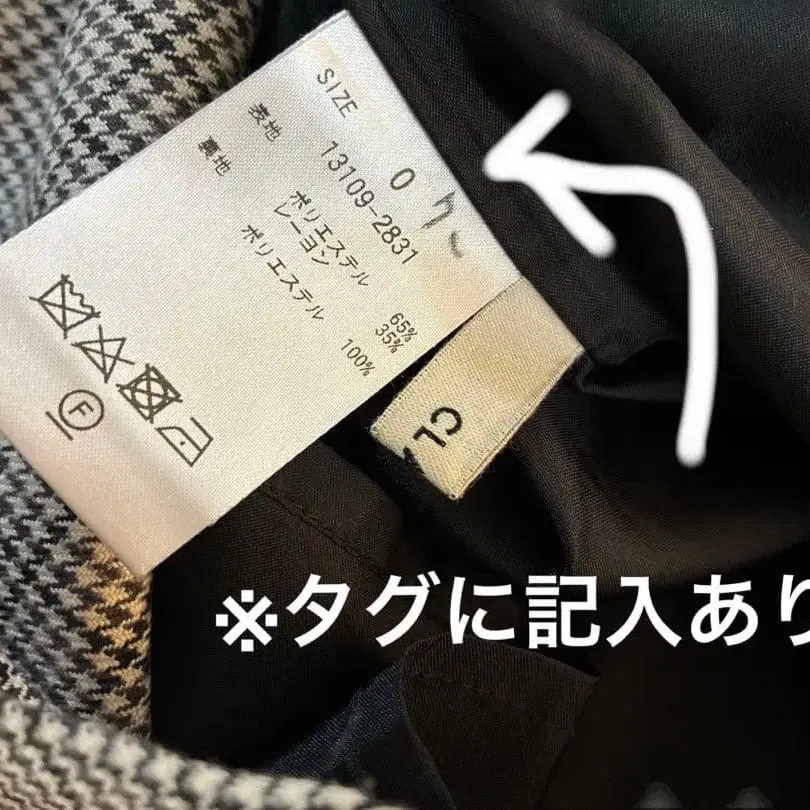 SIZE 0
13109-2831
表地 ポリエステル 65%
レーヨン 35%
裏地 ポリエステル 100%
F
CL
※タグに記入あり